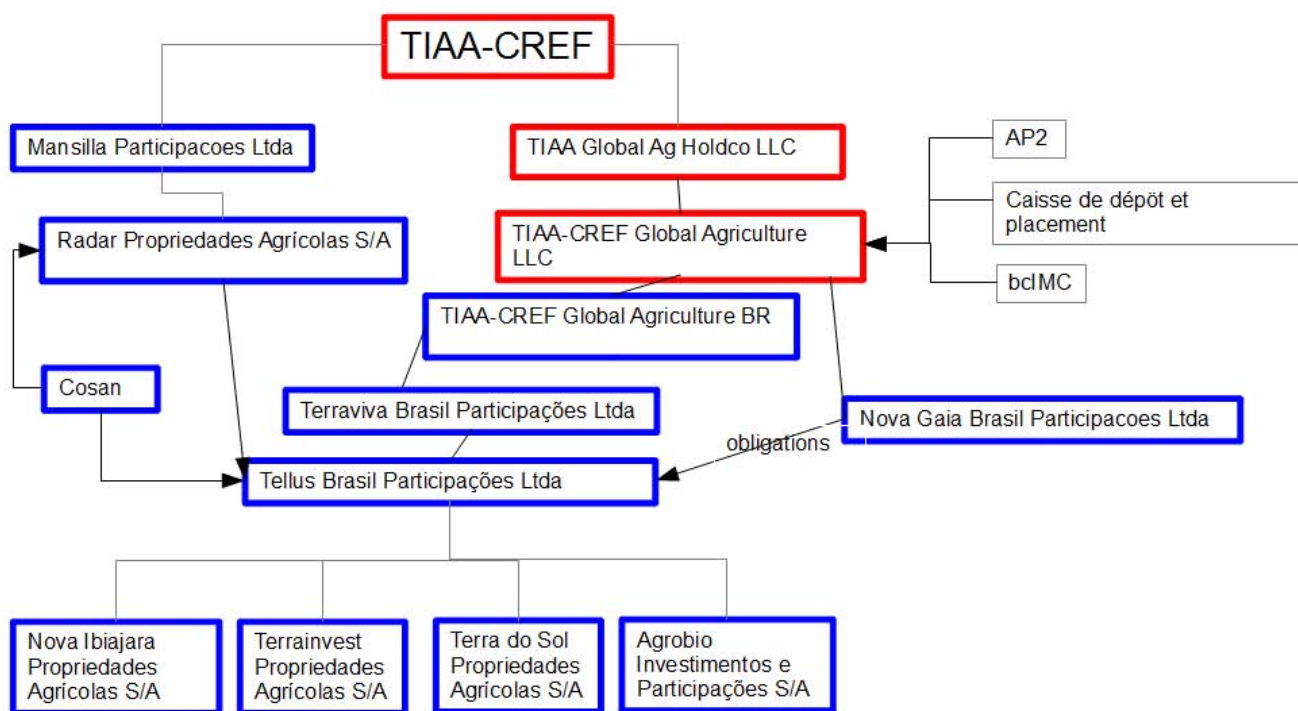 TIAA-CREF
Mansilla Participacoes Ltda
TIAA Global Ag Holdco LLC
AP2
Caisse de dépöt et
placement
bcIMC
Radar Propriedades Agrícolas S/A
TIAA-CREF Global Agriculture
LLC
TIAA-CREF Global Agriculture BR
Cosan
Terraviva Brasil Participações Ltda
Nova Gaia Brasil Participacoes Ltda
obligations
Tellus Brasil Participações Ltda
Nova Ibiajara
Propriedades
Agrícolas S/A
Terrainvest
Propriedades
Agrícolas S/A
Terra do Sol
Propriedades
Agrícolas S/A
Agrobio
Investimentos e
Participações S/A